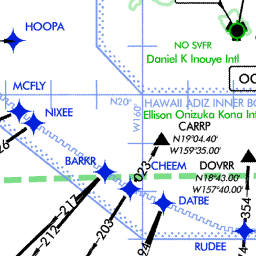 HOOPA
NO SVFR
Daniel K Inouye Intl
MCFLY
OC
N20°
W160°
HAWAII ADIZ INNER BO
NIXEE
Ellison Onizuka Kona Int
CARRP
N19°04.40'
W159°35.00'
26
BARKR
023
CHEEM
DOVRR
N18°43.00'
W157°40.00'
217
DATBE
354
212
203
94
RUDEE